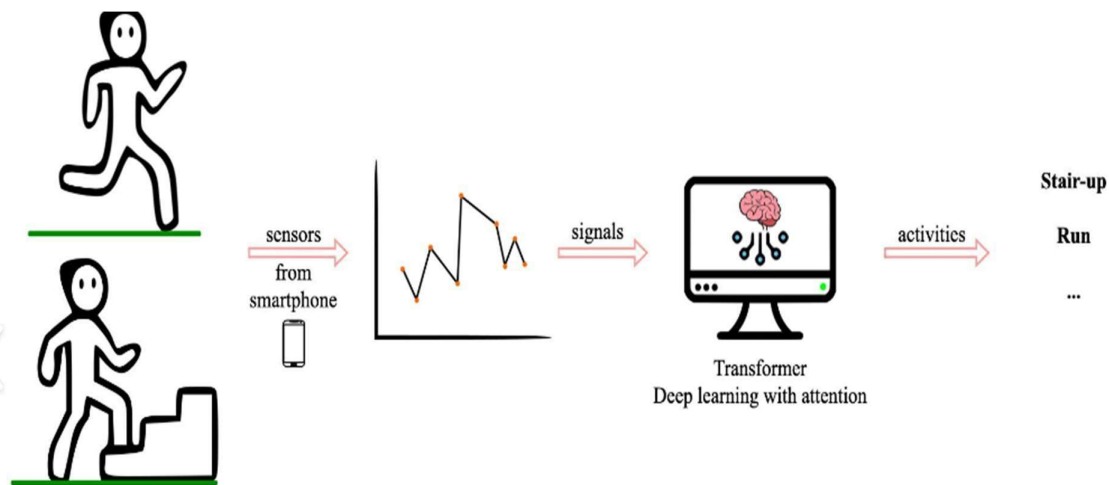 sensors
from
smartphone
signals
Transformer
Deep learning with attention
activities
Stair-up
Run
...